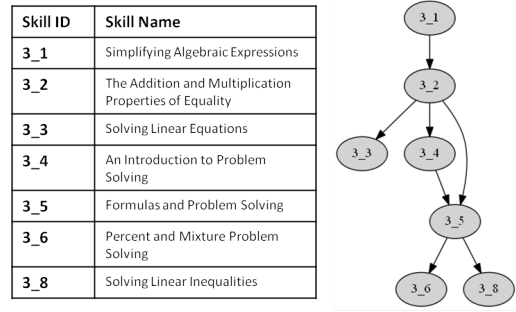 Skill ID Skill Name
3_1 Simplifying Algebraic Expressions
3_2 The Addition and Multiplication
Properties of Equality
3_3 Solving Linear Equations
3_4 An Introduction to Problem
Solving
3_5 Formulas and Problem Solving
3_6 Percent and Mixture Problem
Solving
3_8 Solving Linear Inequalities
3_1
3_2
3_3 3_4
3_5
3_6 3_8